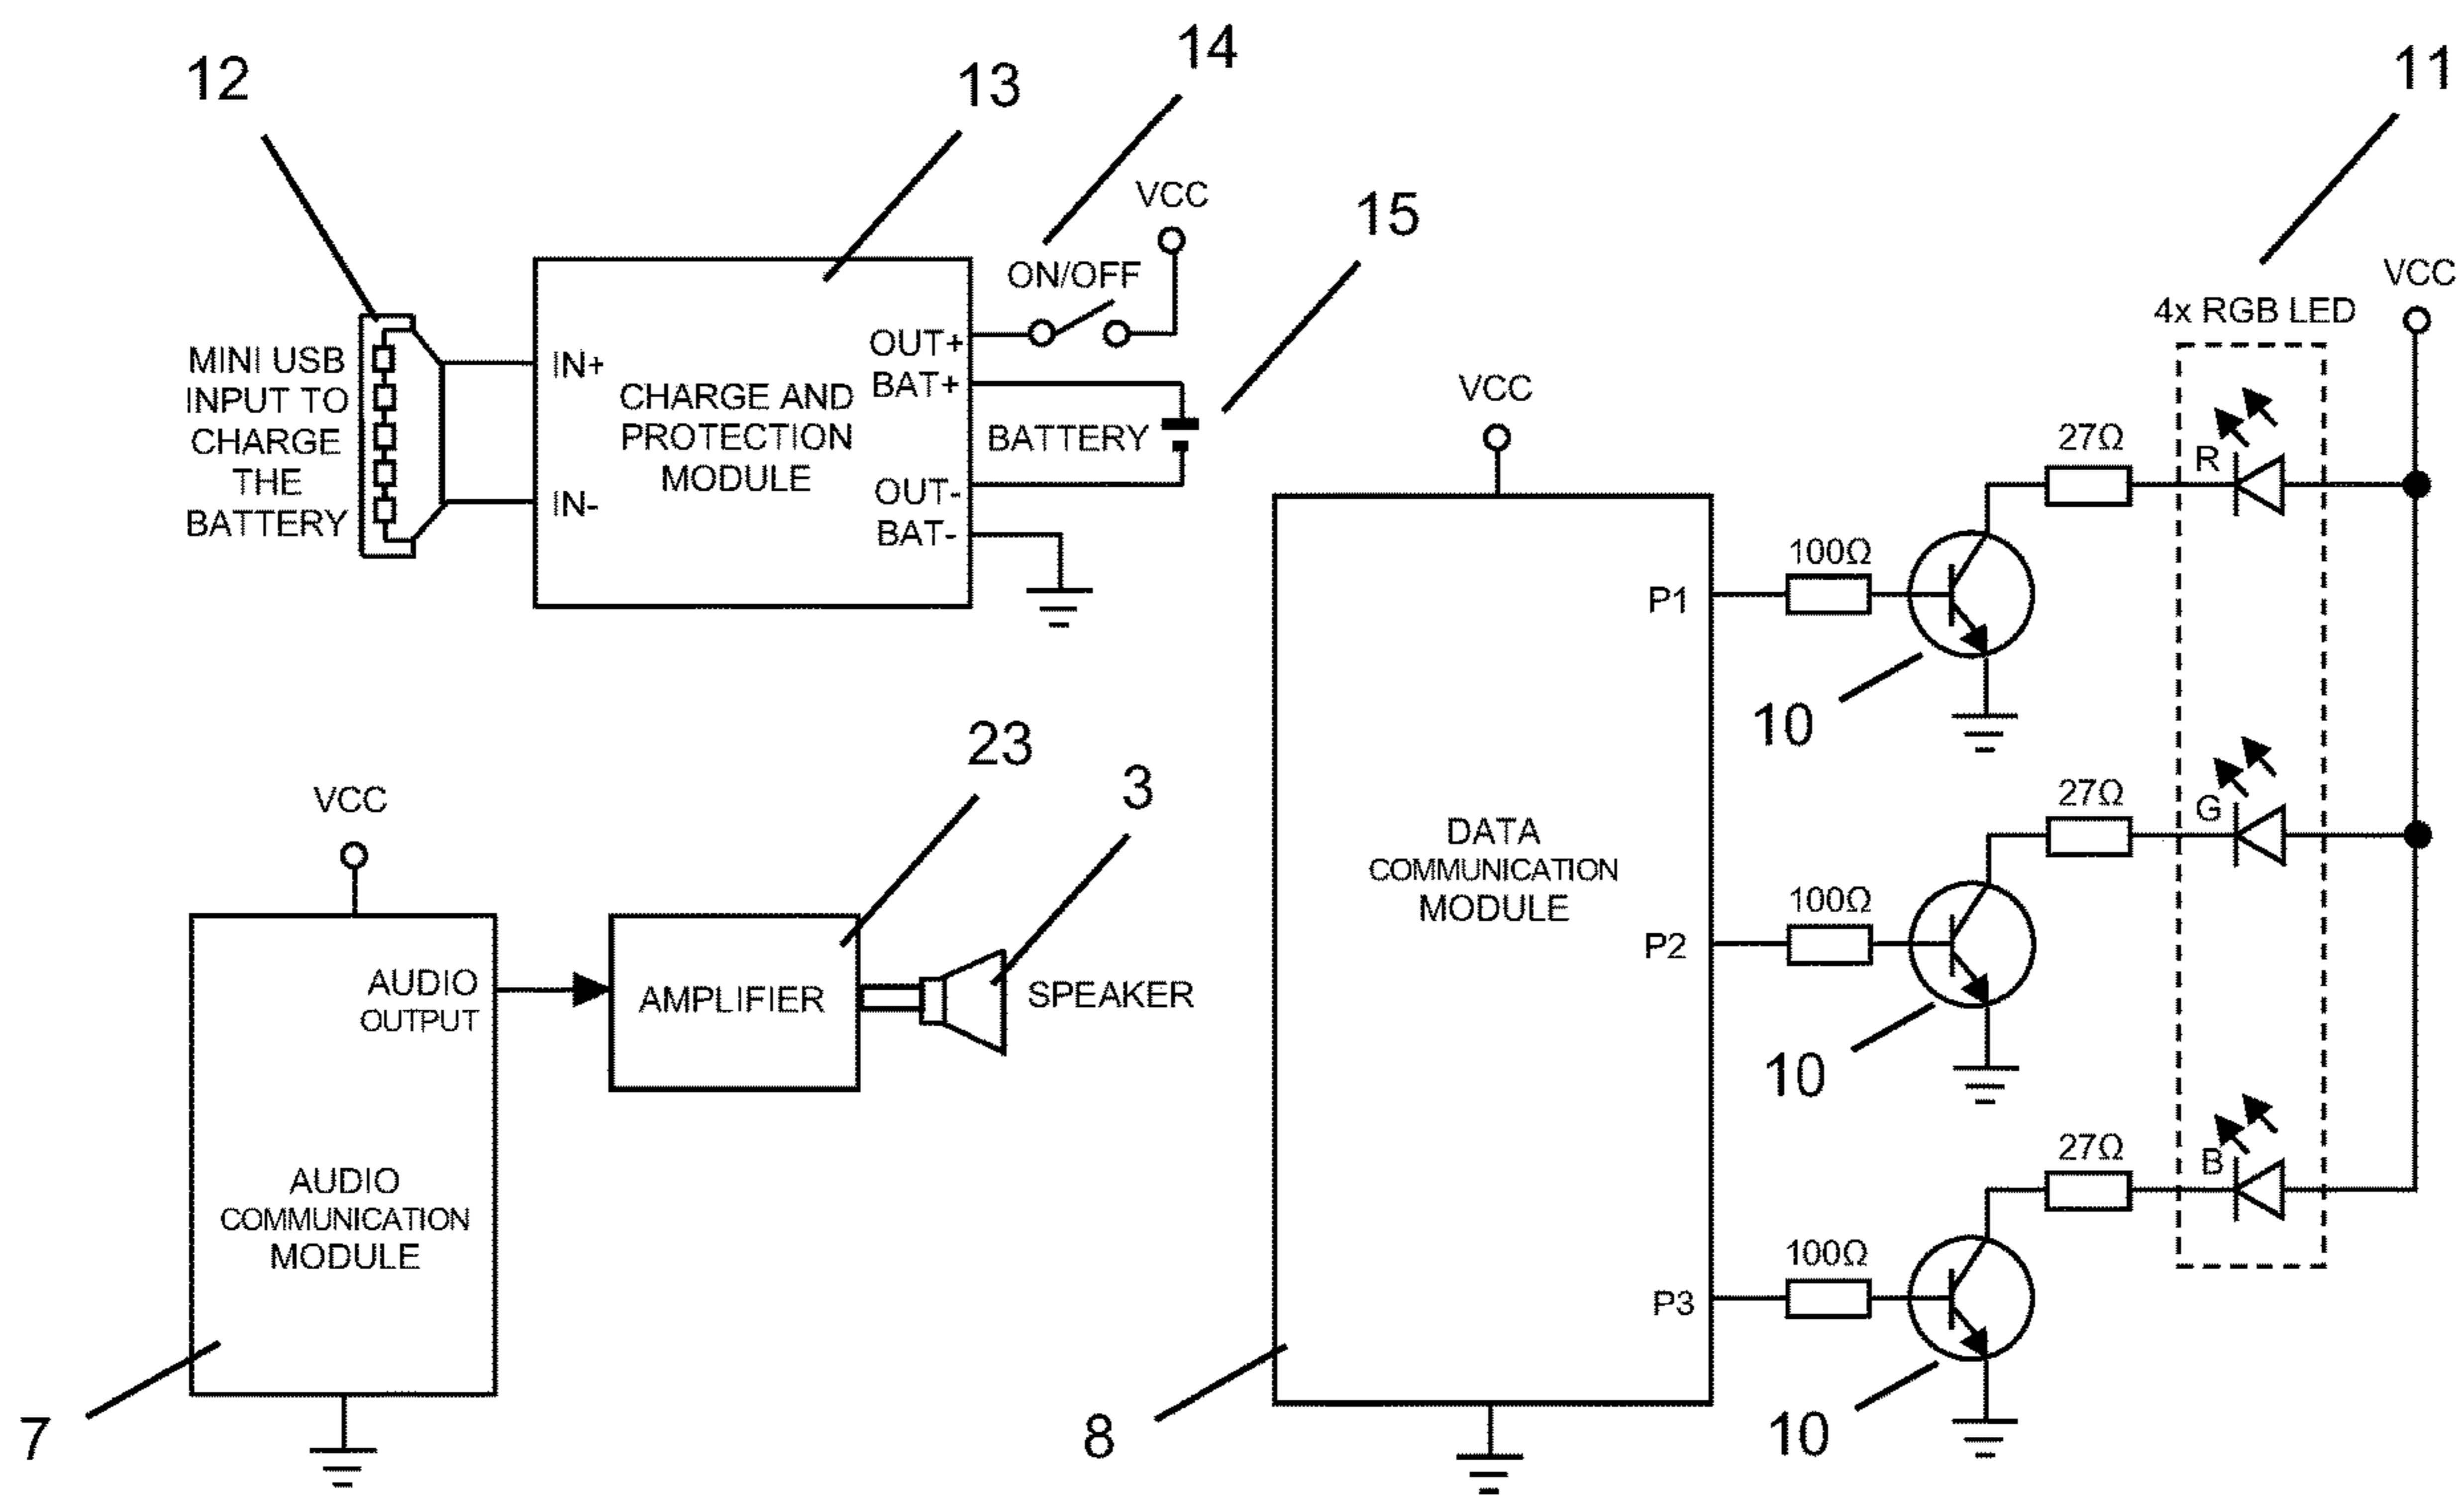 12
13
14
11
VCC
15
ON/OFF
VCC
4x RGB LED
MINI USB
INPUT TO
CHARGE
THE
BATTERY
IN+
IN-
CHARGE AND
PROTECTION
MODULE
OUT+
BAT+
OUT-
BAT-
BATTERY
VCC
27Ω
R
100Ω
P1
10
23
3
VCC
AUDIO
OUTPUT
AMPLIFIER
SPEAKER
AUDIO
COMMUNICATION
MODULE
7
DATA
COMMUNICATION
MODULE
27Ω
G
100Ω
P2
10
27Ω
B
100Ω
P3
10
8